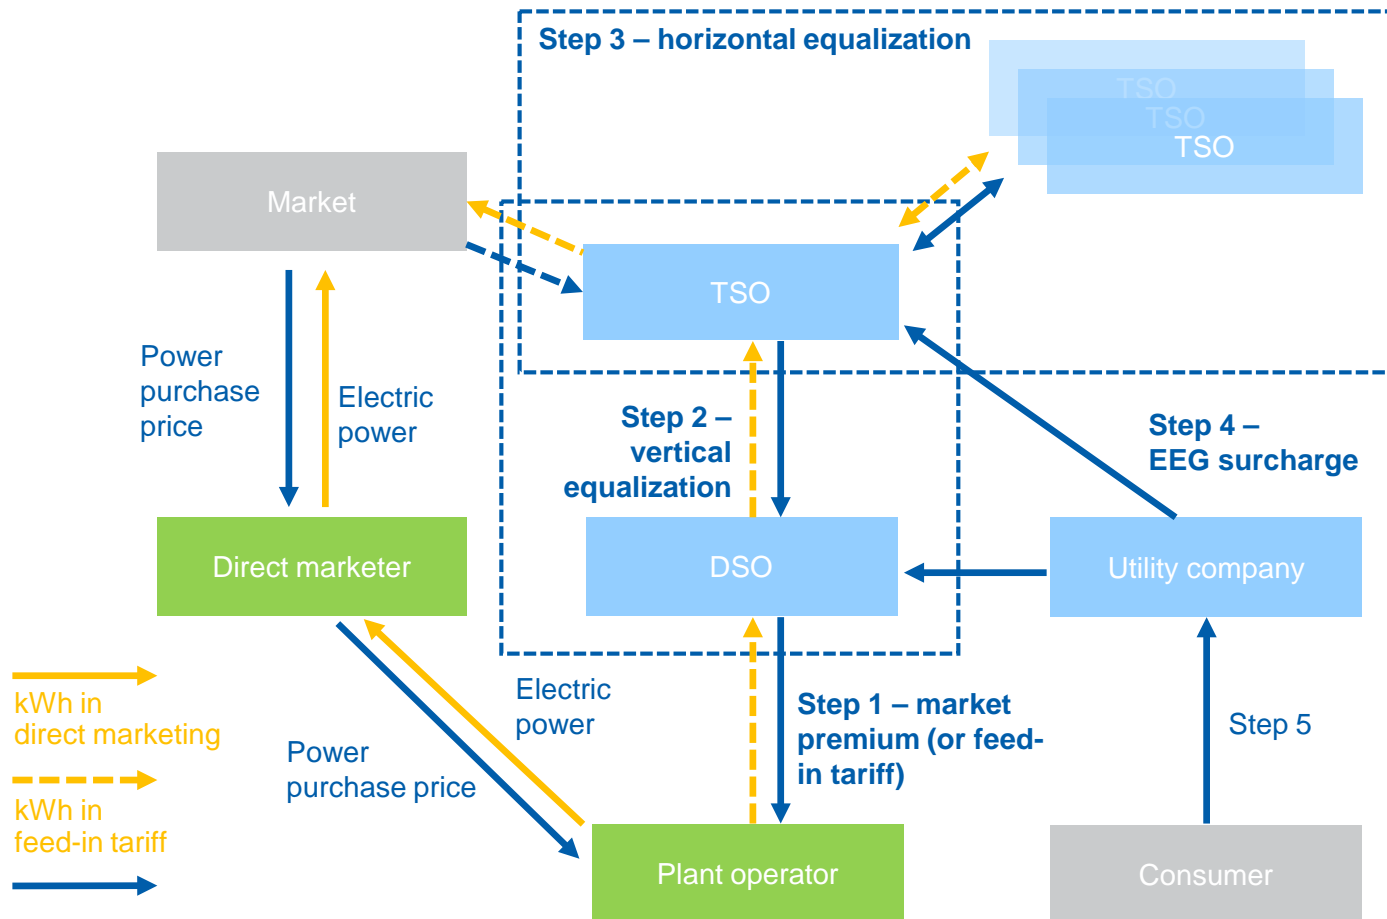 Step 3 – horizontal equalization
TSO
TSO
TSO
Market
TSO
Power
purchase
price
Electric
power
Step 2 –
vertical
equalization
Step 4 –
EEG surcharge
Direct marketer
DSO
Utility company
kWh in
direct marketing
Electric
power
Power
purchase price
Step 1 – market
premium (or feed-
in tariff)
Step 5
kWh in
feed-in tariff
Plant operator
Consumer